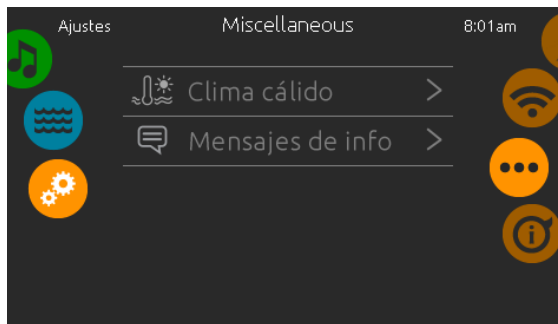 Ajustes
Miscellaneous
8:01am
Clima cálido
Mensajes de info